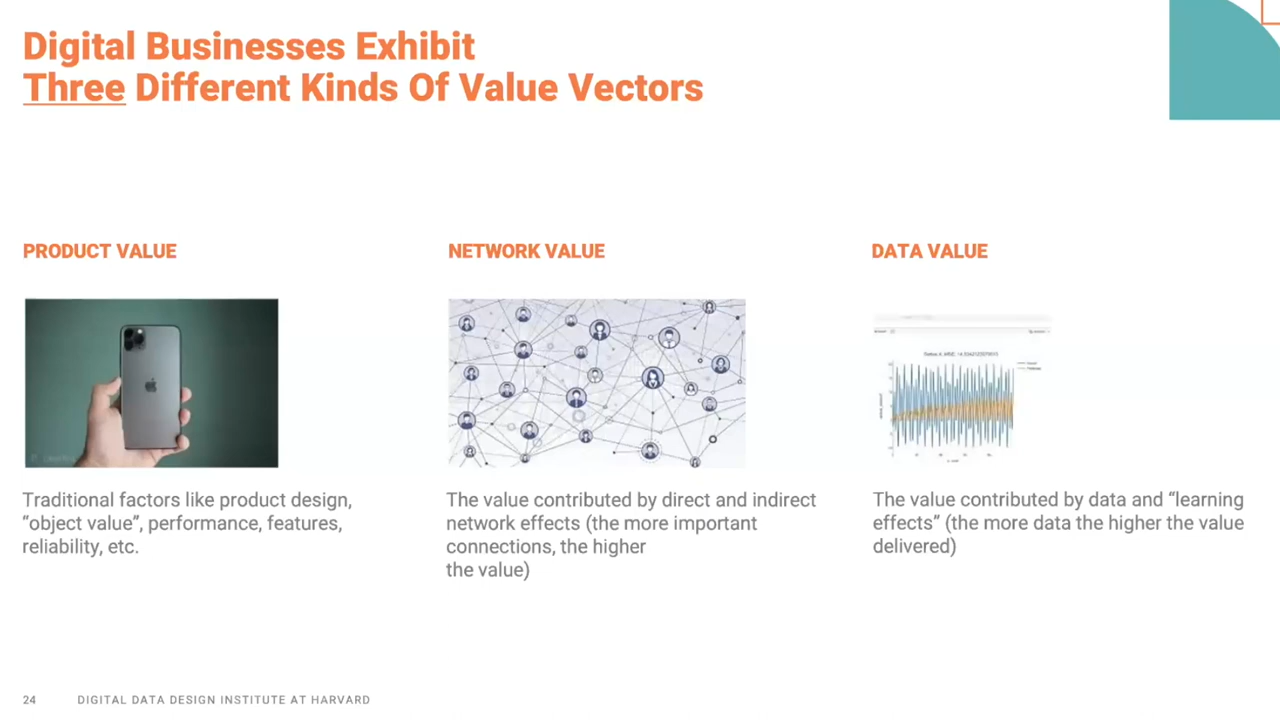 Digital Businesses Exhibit
Three Different Kinds Of Value Vectors
PRODUCT VALUE
NETWORK VALUE
DATA VALUE
Traditional factors like product design,
“object value”, performance, features,
reliability, etc.
The value contributed by direct and indirect
network effects (the more important
connections, the higher
the value)
The value contributed by data and “learning
effects” (the more data the higher the value
delivered)
24
DIGITAL DATA DESIGN INSTITUTE AT HARVARD